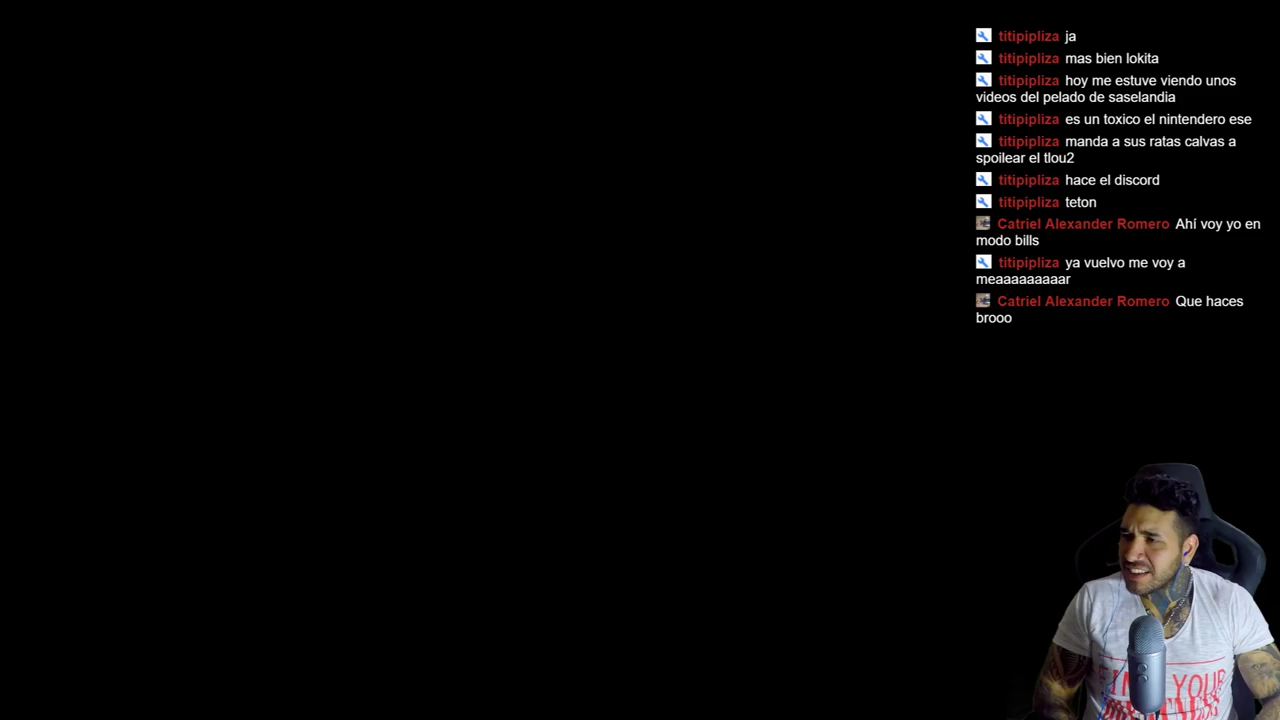 titipipliza ja
titipipliza mas bien lokita
titipipliza hoy me estuve viendo unos
videos del pelado de saselandia
titipipliza es un toxico el nintendero ese
titipipliza manda a sus ratas calvas a
spoilear el tlou2
titipipliza hace el discord
titipipliza teton
Catriel Alexander Romero Ahí voy yo en
modo bills
titipipliza ya vuelvo me voy a
meaaaaaaaaar
Catriel Alexander Romero Que haces
brooo
YOUR